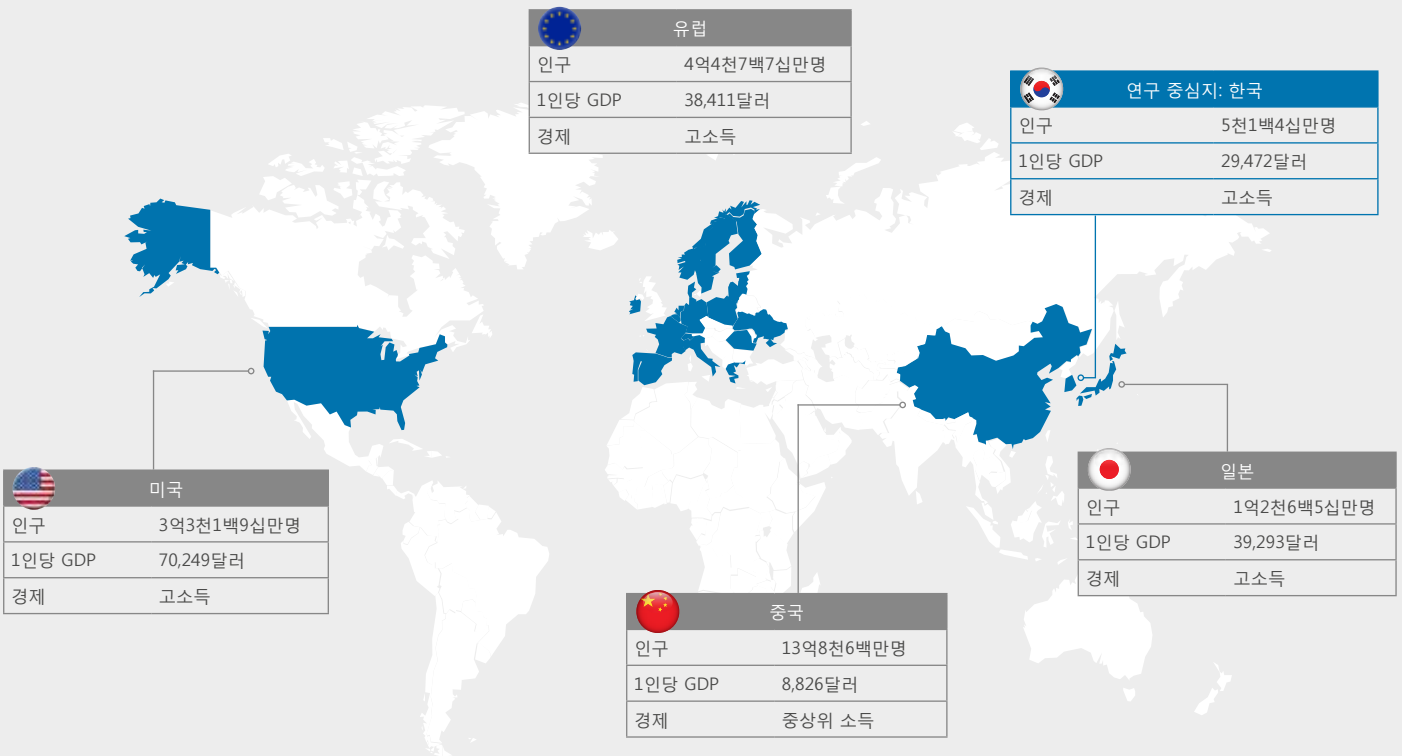 유럽
인구 4억4천7백7십만명
1인당 GDP 38,411달러
경제 고소득
연구 중심지: 한국
인구 5천1백4십만명
1인당 GDP 29,472달러
경제 고소득
미국
인구 3억3천1백9십만명
1인당 GDP 70,249달러
경제 고소득
일본
인구 1억2천6백5십만명
1인당 GDP 39,293달러
경제 고소득
중국
인구 13억8천6백만명
1인당 GDP 8,826달러
경제 중상위 소득